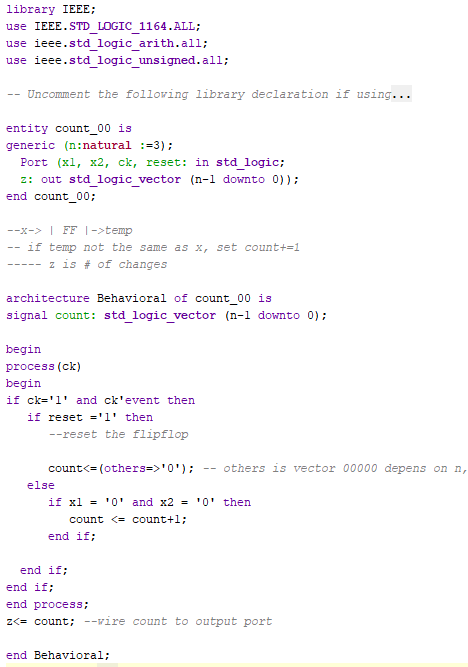 library IEEE;
use IEEE.STD_LOGIC_1164.ALL;
use ieee.std_logic_arith.all;
use ieee.std_logic_unsigned.all;
-- Uncomment the following library declaration if using...
entity count_00 is
generic (n:natural :=3);
Port (x1, x2, ck, reset: in std_logic;
z: out std_logic_vector (n-1 downto 0));
end count_00;
--x-> | FF |->temp
-- if temp not the same as x, set count+=1
----- z is # of changes
architecture Behavioral of count_00 is
signal count: std_logic_vector (n-1 downto 0);
begin
process(ck)
begin
if ck='1' and ck'event then
if reset ='1' then
--reset the flipflop
count<=(others=>'0'); -- others is vector 00000 depens on n,
else
if x1 = '0' and x2 = '0' then
count <= count+1;
end if;
end if;
end if;
end process;
z<= count; --wire count to output port
end Behavioral;